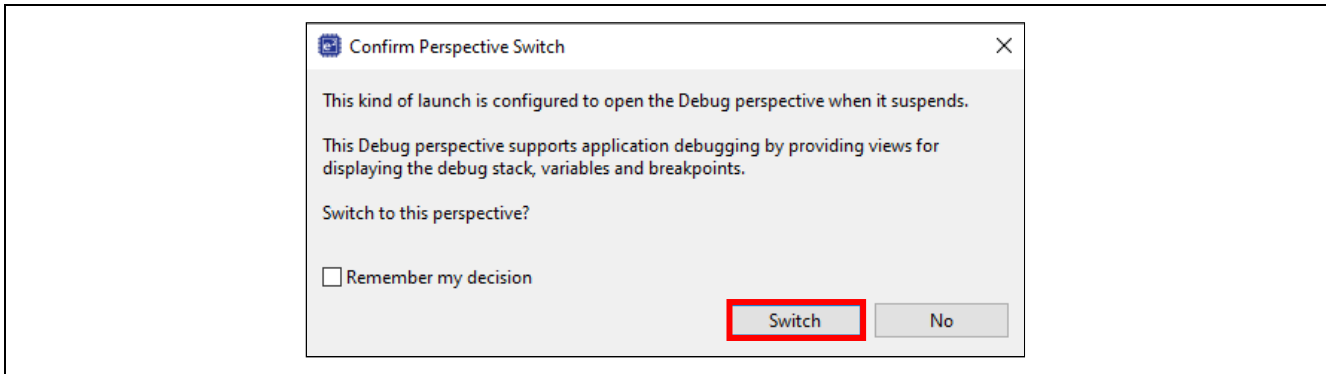 Confirm Perspective Switch
This kind of launch is configured to open the Debug perspective when it suspends.
This Debug perspective supports application debugging by providing views for
displaying the debug stack, variables and breakpoints.
Switch to this perspective?
Remember my decision
Switch
No